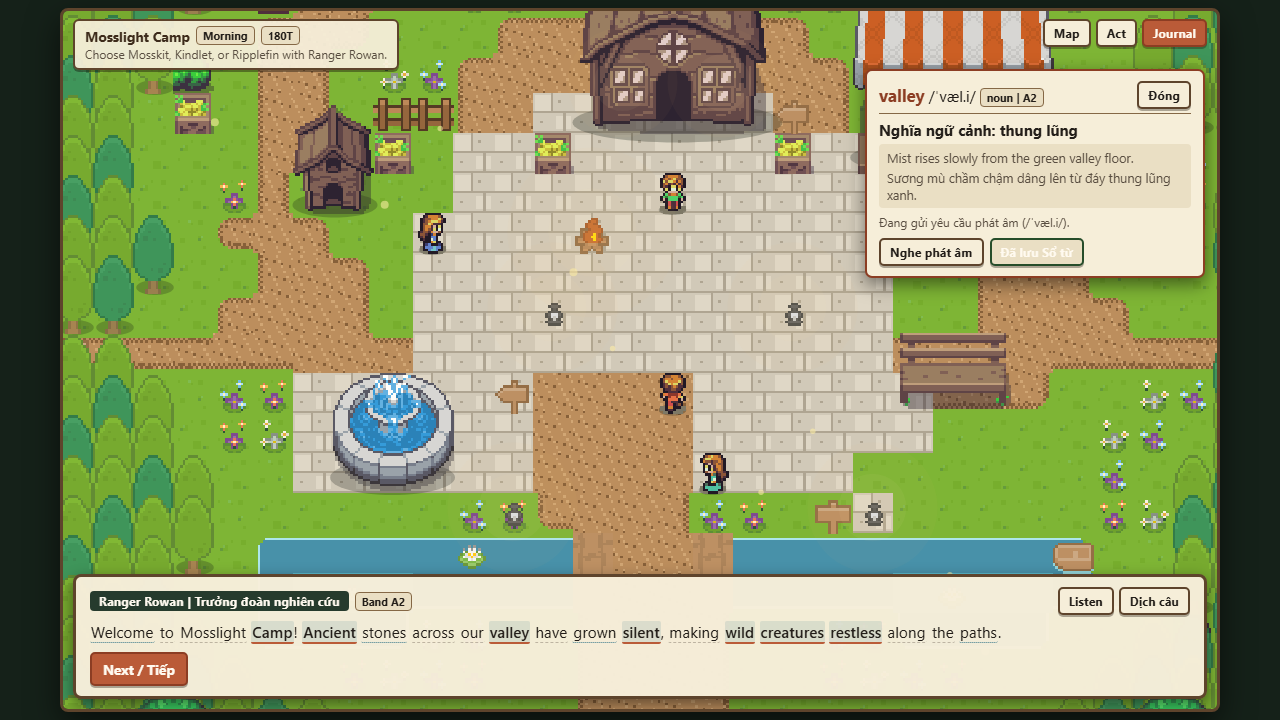 Mosslight Camp Morning 180T
Choose Mosskit, Kindlet, or Ripplefin with Ranger Rowan.
Map Act Journal
valley /ˈvæl.i/ noun | A2 Đóng
Nghĩa ngữ cảnh: thung lũng
Mist rises slowly from the green valley floor.
Sương mù chầm chậm dâng lên từ đáy thung lũng
xanh.
Đang gửi yêu cầu phát âm (/ˈvæl.i/).
Nghe phát âm Đã lưu Sổ từ
Ranger Rowan | Trưởng đoàn nghiên cứu Band A2 Listen Dịch câu
Welcome to Mosslight Camp! Ancient stones across our valley have grown silent, making wild creatures restless along the paths.
Next / Tiếp